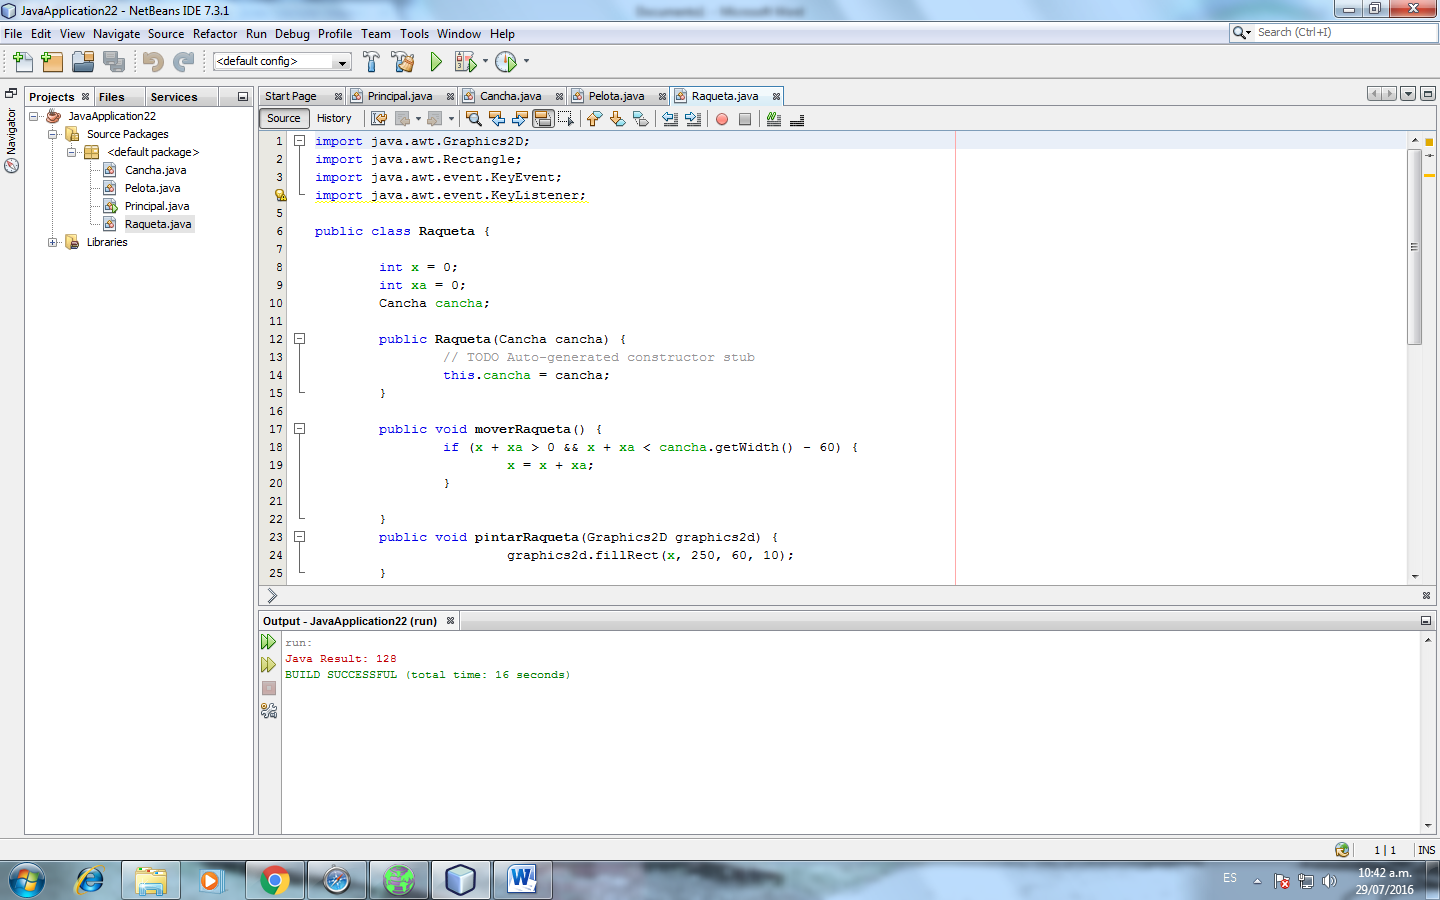 JavaApplication22 - NetBeans IDE 7.3.1
Documento1 - Microsoft Word
File Edit View Navigate Source Refactor Run Debug Profile Team Tools Window Help
Search (Ctrl+I)
<default config>
Projects Files Services
Navigator
JavaApplication22
Source Packages
<default package>
Cancha.java
Pelota.java
Principal.java
Raqueta.java
Libraries
Start Page Principal.java Cancha.java Pelota.java Raqueta.java
Source History
1 import java.awt.Graphics2D;
2 import java.awt.Rectangle;
3 import java.awt.event.KeyEvent;
import java.awt.event.KeyListener;
5
6 public class Raqueta {
7
8 int x = 0;
9 int xa = 0;
10 Cancha cancha;
11
12 public Raqueta(Cancha cancha) {
13 // TODO Auto-generated constructor stub
14 this.cancha = cancha;
15 }
16
17 public void moverRaqueta() {
18 if (x + xa > 0 && x + xa < cancha.getWidth() - 60) {
19 x = x + xa;
20 }
21
22 }
23 public void pintarRaqueta(Graphics2D graphics2d) {
24 graphics2d.fillRect(x, 250, 60, 10);
25 }
Output - JavaApplication22 (run)
run:
Java Result: 128
BUILD SUCCESSFUL (total time: 16 seconds)
1 | 1 INS
ES
10:42 a.m.
29/07/2016